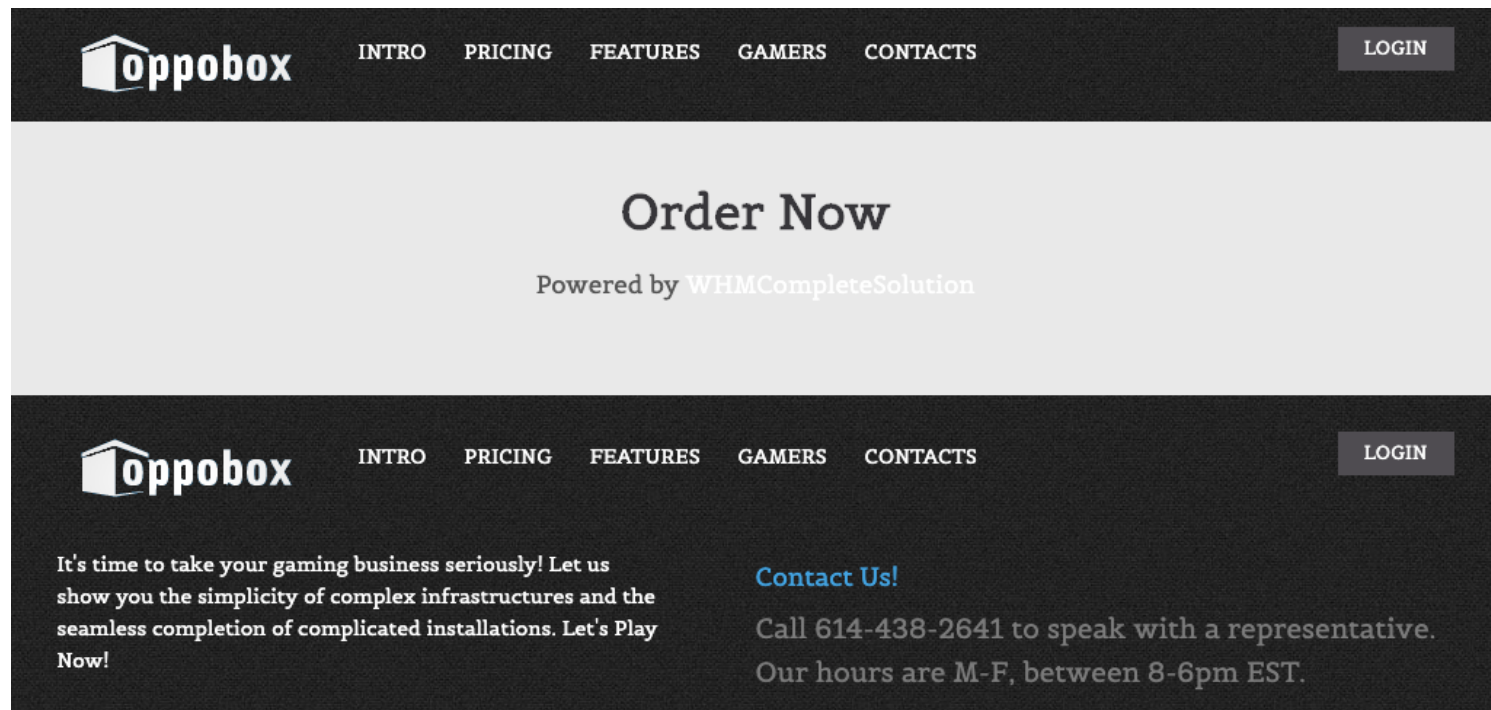 oppobox INTRO PRICING FEATURES GAMERS CONTACTS LOGIN
Order Now
Powered by WHMCompleteSolution
oppobox INTRO PRICING FEATURES GAMERS CONTACTS LOGIN
It's time to take your gaming business seriously! Let us
show you the simplicity of complex infrastructures and the
seamless completion of complicated installations. Let's Play
Now!
Contact Us!
Call 614-438-2641 to speak with a representative.
Our hours are M-F, between 8-6pm EST.